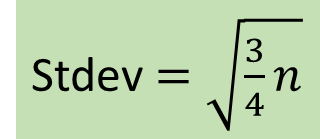 Stdev = √(3/4 n)